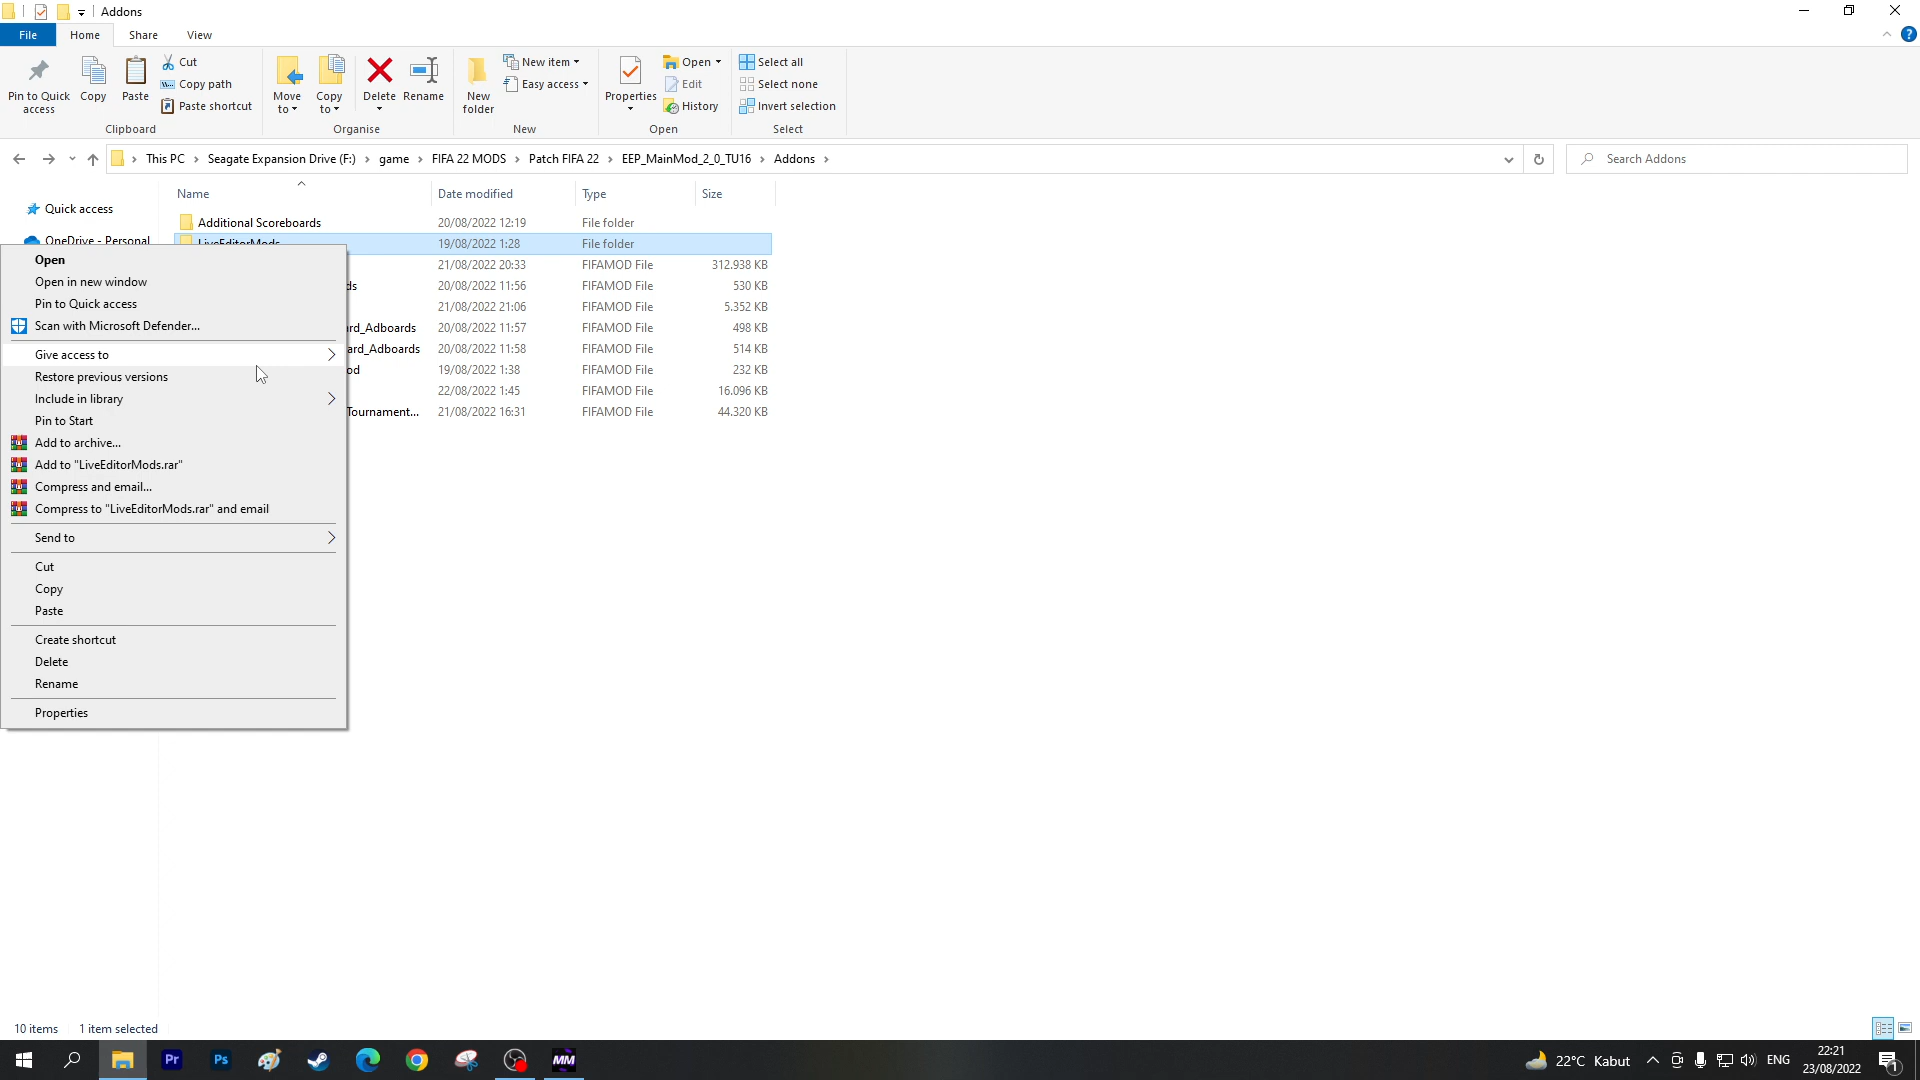 Addons
File Home Share View
Pin to Quick access
Copy
Paste
Cut
Copy path
Paste shortcut
Clipboard
Move to
Copy to
Delete
Rename
Organise
New folder
New item
Easy access
New
Properties
Open
Edit
History
Open
Select all
Select none
Invert selection
Select
This PC Seagate Expansion Drive (F:) game FIFA 22 MODS Patch FIFA 22 EEP_MainMod_2_0_TU16 Addons
Search Addons
Name Date modified Type Size
Quick access
OneDrive - Personal
Additional Scoreboards 20/08/2022 12:19 File folder
LiveEditorMods 19/08/2022 1:28 File folder
21/08/2022 20:33 FIFAMOD File 312.938 KB
ds 20/08/2022 11:56 FIFAMOD File 530 KB
21/08/2022 21:06 FIFAMOD File 5.352 KB
rd_Adboards 20/08/2022 11:57 FIFAMOD File 498 KB
ard_Adboards 20/08/2022 11:58 FIFAMOD File 514 KB
od 19/08/2022 1:38 FIFAMOD File 232 KB
22/08/2022 1:45 FIFAMOD File 16.096 KB
Tournament... 21/08/2022 16:31 FIFAMOD File 44.320 KB
Open
Open in new window
Pin to Quick access
Scan with Microsoft Defender...
Give access to
Restore previous versions
Include in library
Pin to Start
Add to archive...
Add to "LiveEditorMods.rar"
Compress and email...
Compress to "LiveEditorMods.rar" and email
Send to
Cut
Copy
Paste
Create shortcut
Delete
Rename
Properties
10 items 1 item selected
Pr
Ps
MM
22°C Kabut
ENG
22:21
23/08/2022
1